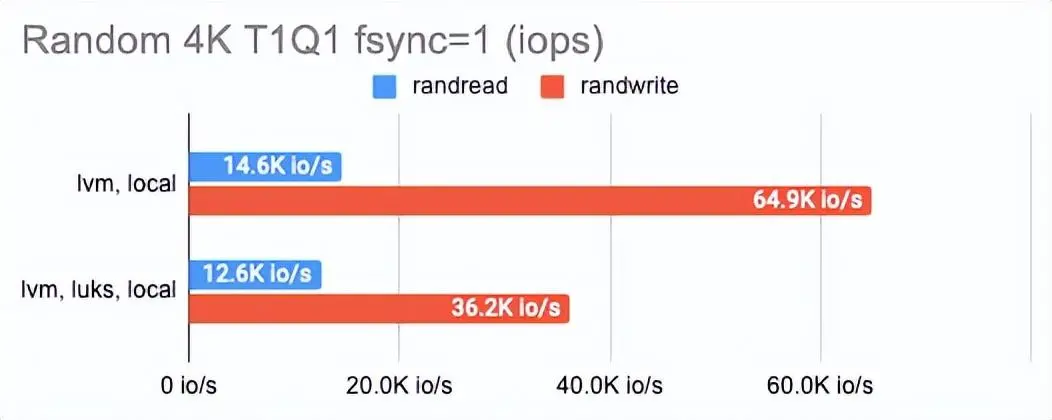 Random 4K T1Q1 fsync=1 (iops)
randread randwrite
lvm, local
14.6K io/s
64.9K io/s
lvm, luks, local
12.6K io/s
36.2K io/s
0 io/s 20.0K io/s 40.0K io/s 60.0K io/s